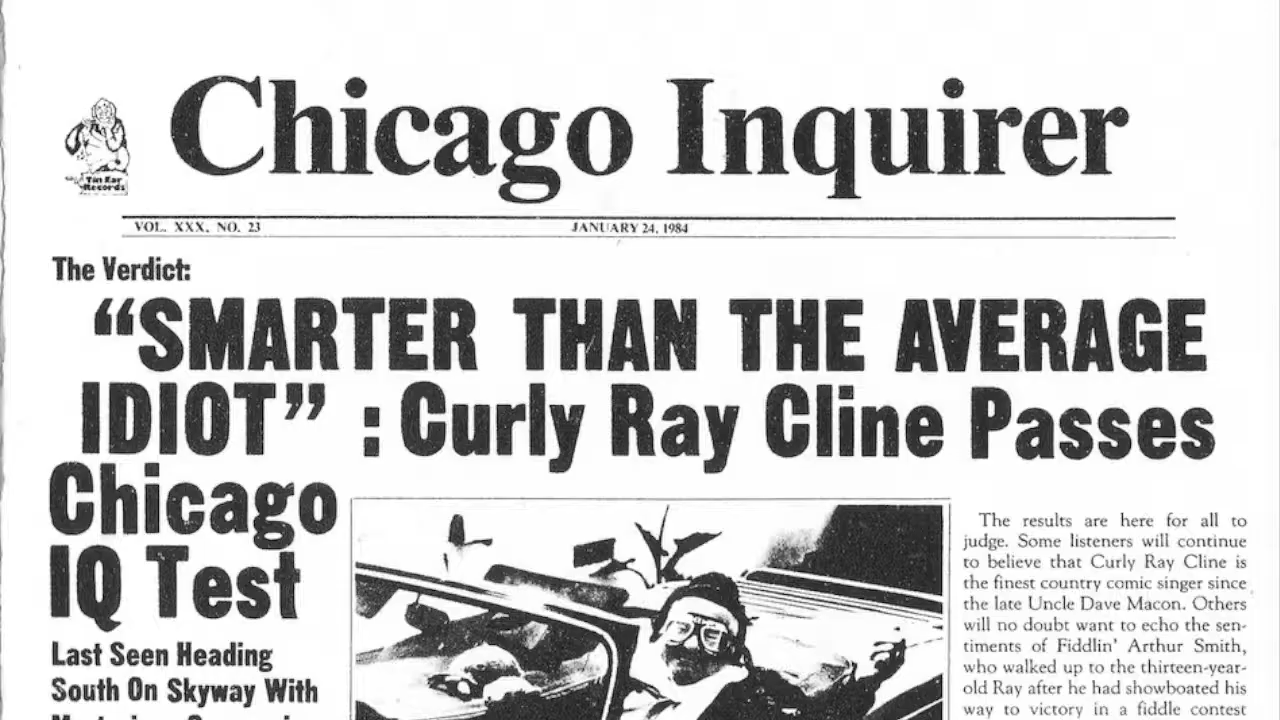 Chicago Inquirer
Tin Ear
Records
VOL. XXX, NO. 23
JANUARY 24, 1984
The Verdict:
“SMARTER THAN THE AVERAGE
IDIOT” : Curly Ray Cline Passes
Chicago
IQ Test
Last Seen Heading
South On Skyway With
The results are here for all to
judge. Some listeners will continue
to believe that Curly Ray Cline is
the finest country comic singer since
the late Uncle Dave Macon. Others
will no doubt want to echo the sen-
timents of Fiddlin’ Arthur Smith,
who walked up to the thirteen-year-
old Ray after he had showboated his
way to victory in a fiddle contest